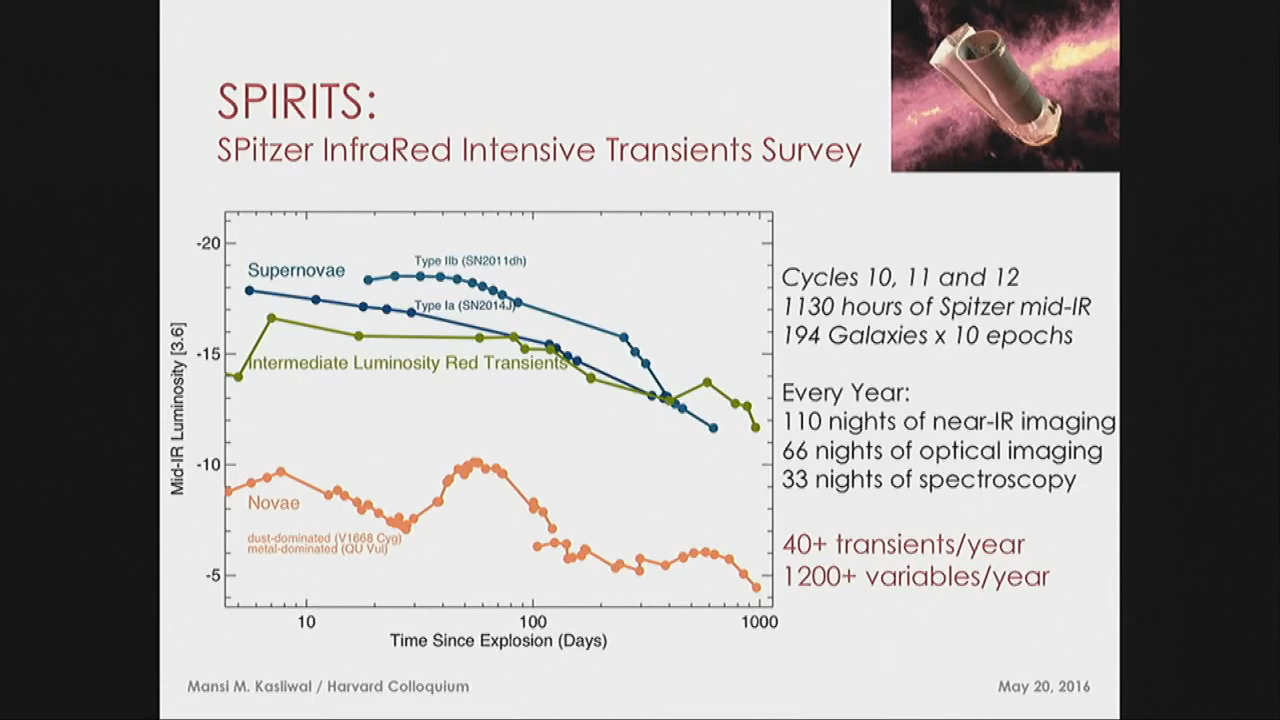 SPIRITS:
SPitzer InfraRed Intensive Transients Survey
-20
-15
-10
-5
Mid-IR Luminosity [3.6]
Supernovae
Type IIb (SN2011dh)
Type Ia (SN2014J)
Intermediate Luminosity Red Transients
Novae
dust-dominated (V1668 Cyg)
metal-dominated (QU Vul)
10
100
1000
Time Since Explosion (Days)
Cycles 10, 11 and 12
1130 hours of Spitzer mid-IR
194 Galaxies x 10 epochs
Every Year:
110 nights of near-IR imaging
66 nights of optical imaging
33 nights of spectroscopy
40+ transients/year
1200+ variables/year
Mansi M. Kasliwal / Harvard Colloquium
May 20, 2016